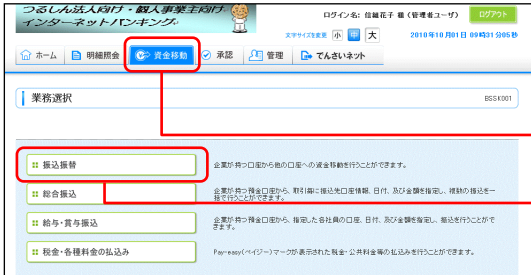 つるしん法人向け・個人事業主向け
インターネットバンキング
ログイン名: 信鶴花子 様 (管理者ユーザ)
ログアウト
文字サイズを変更 小 中 大
2010年10月01日 09時31分05秒
ホーム 明細照会 資金移動 承認 管理 でんさいネット
業務選択
BSSK001
振込振替
企業が持つ口座から他の口座への資金移動を行うことができます。
総合振込
企業が持つ預金口座から、取引毎に振込先口座情報、日付、及び金額を指定し、複数の振込を一
括で行うことができます。
給与・賞与振込
企業が持つ預金口座から、指定した各社員の口座、日付、及び金額を指定し、振込を行うことがで
きます。
税金・各種料金の払込み
Pay-easy(ペイジー)マークが表示された税金・公共料金等の払込みを行うことができます。